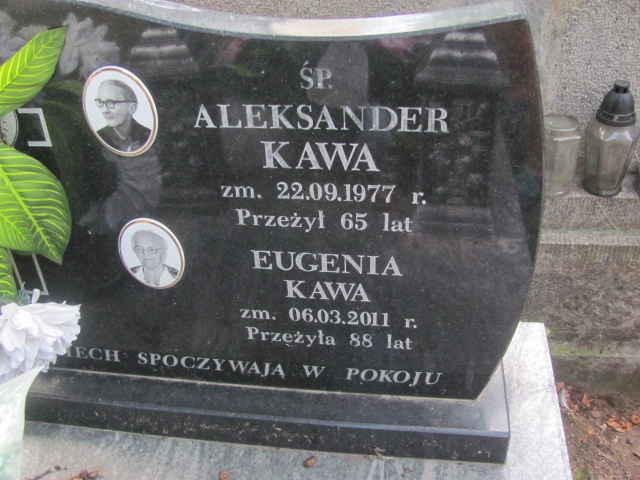 ŚP.
ALEKSANDER
KAWA
zm. 22.09.1977 r.
Przeżył 65 lat
EUGENIA
KAWA
zm. 06.03.2011 r.
Przeżyła 88 lat
NIECH SPOCZYWAJĄ W POKOJU